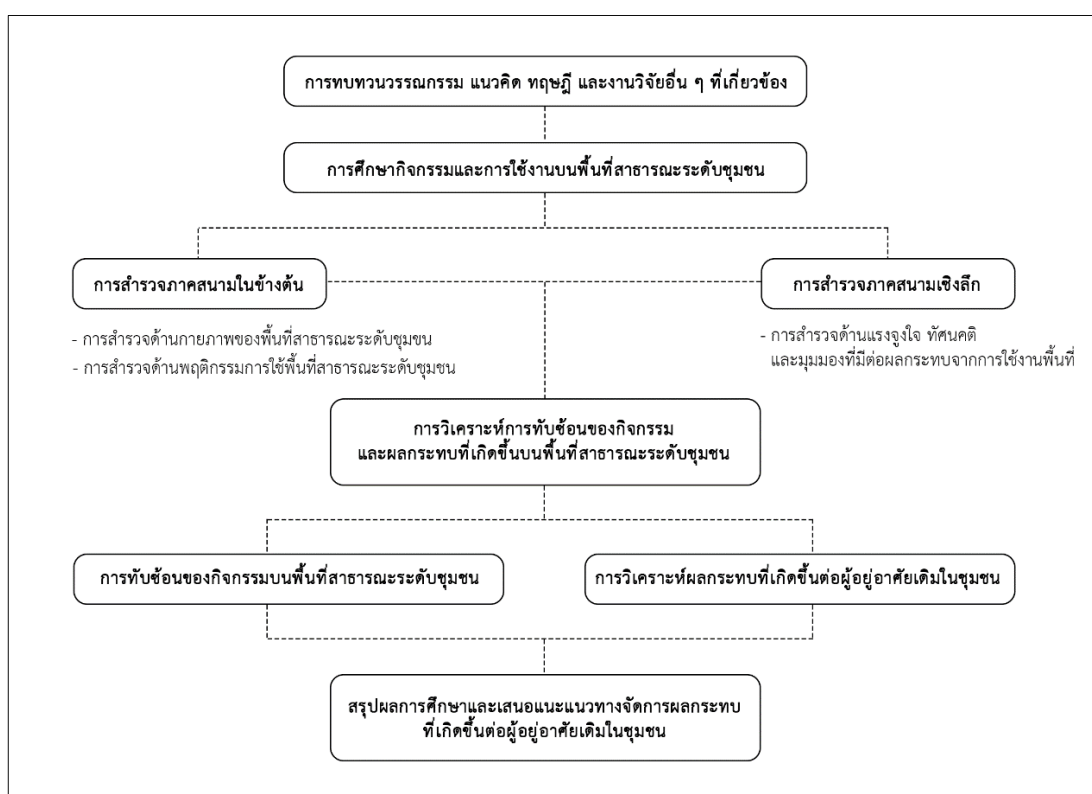 การทบทวนวรรณกรรม แนวคิด ทฤษฎี และงานวิจัยอื่น ๆ ที่เกี่ยวข้อง
การศึกษากิจกรรมและการใช้งานบนพื้นที่สาธารณะระดับชุมชน
การสำรวจภาคสนามในข้างต้น
- การสำรวจด้านกายภาพของพื้นที่สาธารณะระดับชุมชน
- การสำรวจด้านพฤติกรรมการใช้พื้นที่สาธารณะระดับชุมชน
การสำรวจภาคสนามเชิงลึก
- การสำรวจด้านแรงจูงใจ ทัศนคติ
และมุมมองที่มีต่อผลกระทบจากการใช้งานพื้นที่
การวิเคราะห์การทับซ้อนของกิจกรรม
และผลกระทบที่เกิดขึ้นบนพื้นที่สาธารณะระดับชุมชน
การทับซ้อนของกิจกรรมบนพื้นที่สาธารณะระดับชุมชน
การวิเคราะห์ผลกระทบที่เกิดขึ้นต่อผู้อยู่อาศัยเดิมในชุมชน
สรุปผลการศึกษาและเสนอแนะแนวทางจัดการผลกระทบ
ที่เกิดขึ้นต่อผู้อยู่อาศัยเดิมในชุมชน